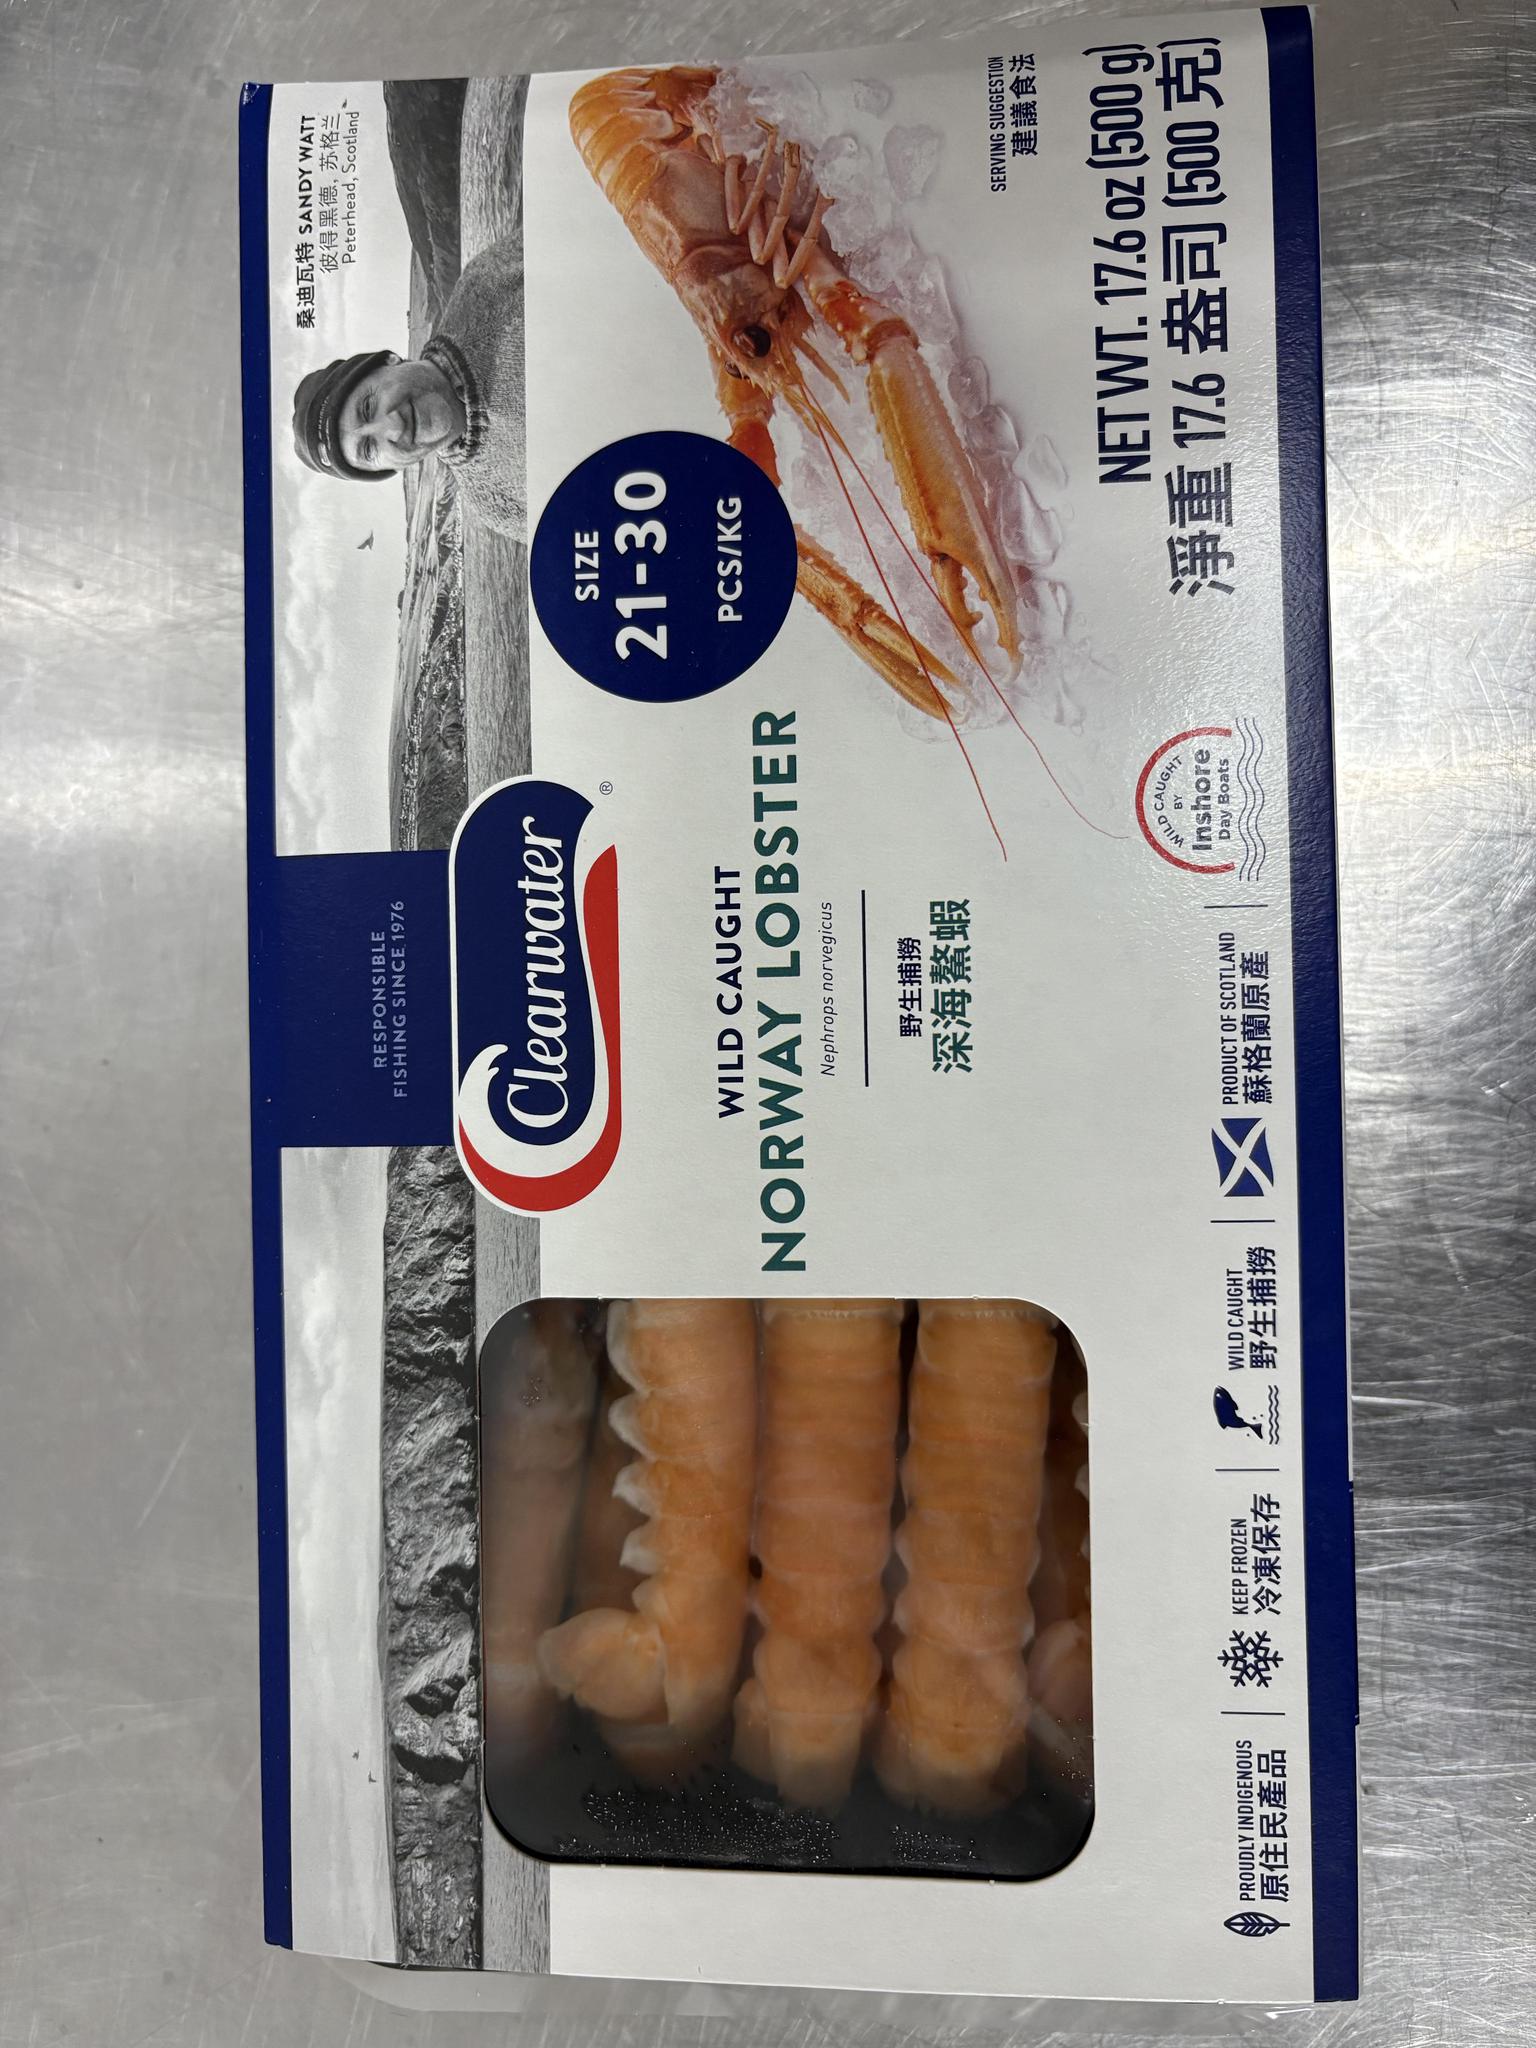 RESPONSIBLE
FISHING SINCE 1976
Clearwater
®
桑迪瓦特 SANDY WATT
彼得黑德, 苏格兰
Peterhead, Scotland
SIZE
21-30
PCS/KG
WILD CAUGHT
NORWAY LOBSTER
Nephrops norvegicus
野生捕撈
深海鰲蝦
SERVING SUGGESTION
建議食法
NET WT. 17.6 oz (500 g)
淨重 17.6 盎司 (500 克)
WILD CAUGHT
BY
Inshore
Day Boats
PROUDLY INDIGENOUS
原住民產品
KEEP FROZEN
冷凍保存
WILD CAUGHT
野生捕撈
PRODUCT OF SCOTLAND
蘇格蘭原產